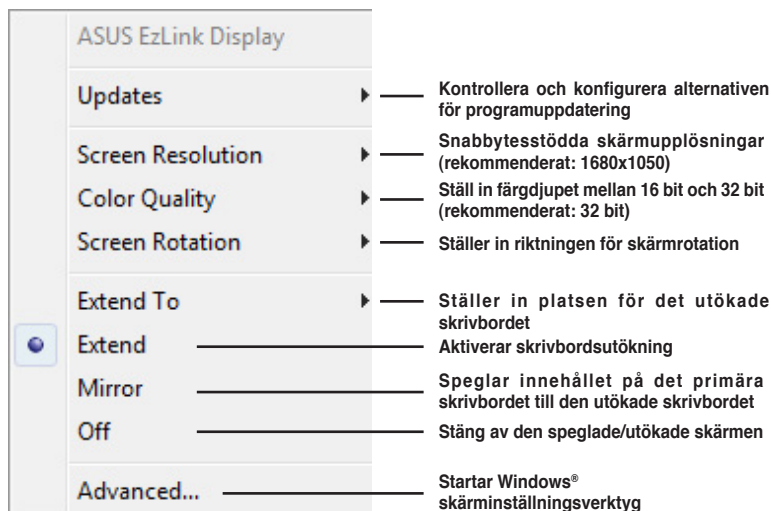 ASUS EzLink Display
Updates
Kontrollera och konfigurera alternativen
för programuppdatering
Screen Resolution
Snabbytesstödda skärmupplösningar
(rekommenderat: 1680x1050)
Color Quality
Ställ in färgdjupet mellan 16 bit och 32 bit
(rekommenderat: 32 bit)
Screen Rotation
Ställer in riktningen för skärmrotation
Extend To
Ställer in platsen för det utökade
skrivbordet
Extend
Aktiverar skrivbordsutökning
Mirror
Speglar innehållet på det primära
skrivbordet till den utökade skrivbordet
Off
Stäng av den speglade/utökade skärmen
Advanced...
Startar Windows®
skärminställningsverktyg